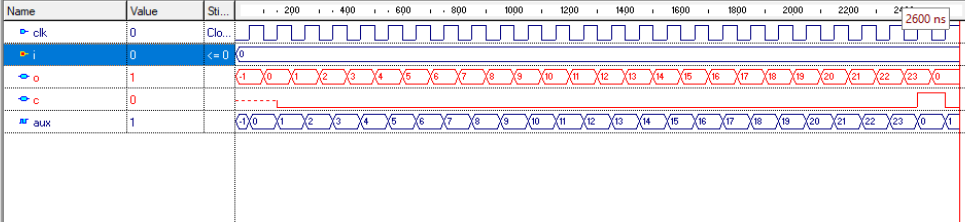 Name Value Sti... · 200 · 400 · 600 · 800 · 1000 · 1200 · 1400 · 1600 · 1800 · 2000 · 2200 · 2400
2600 ns
clk 0 Clo...
i 0 <= 0 0
o 1 -1 0 1 2 3 4 5 6 7 8 9 10 11 12 13 14 15 16 17 18 19 20 21 22 23 0
c 0
aux 1 -1 0 1 2 3 4 5 6 7 8 9 10 11 12 13 14 15 16 17 18 19 20 21 22 23 0 1